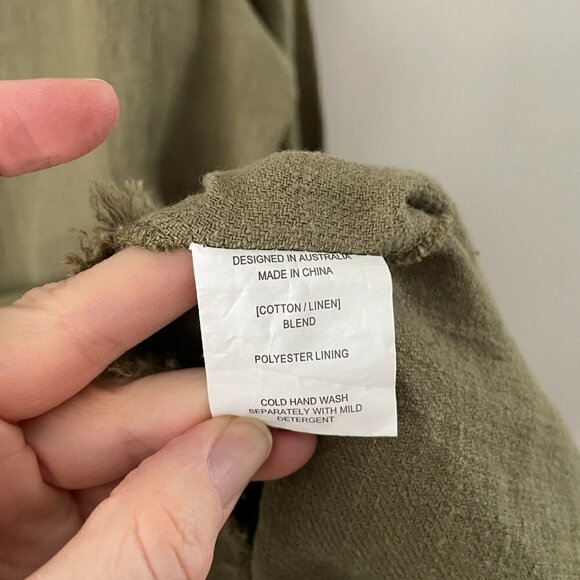 DESIGNED IN AUSTRALIA
MADE IN CHINA
[COTTON / LINEN]
BLEND
POLYESTER LINING
COLD HAND WASH
SEPARATELY WITH MILD
DETERGENT